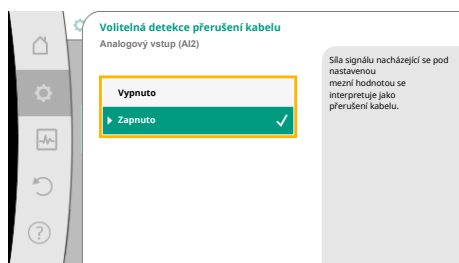 Volitelná detekce přerušení kabelu
Analogový vstup (AI2)
Síla signálu nacházející se pod
nastavenou
mezní hodnotou se
interpretuje jako
přerušení kabelu.
Vypnuto
Zapnuto
?